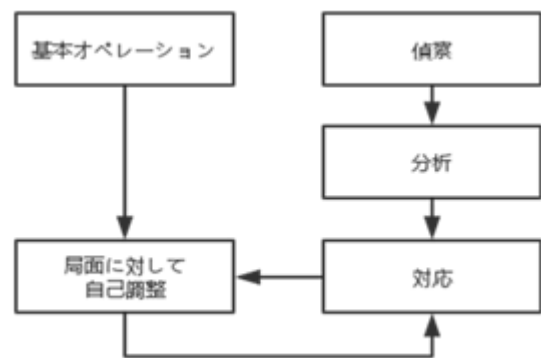 基本オペレーション
偵察
分析
局面に対して
自己調整
対応